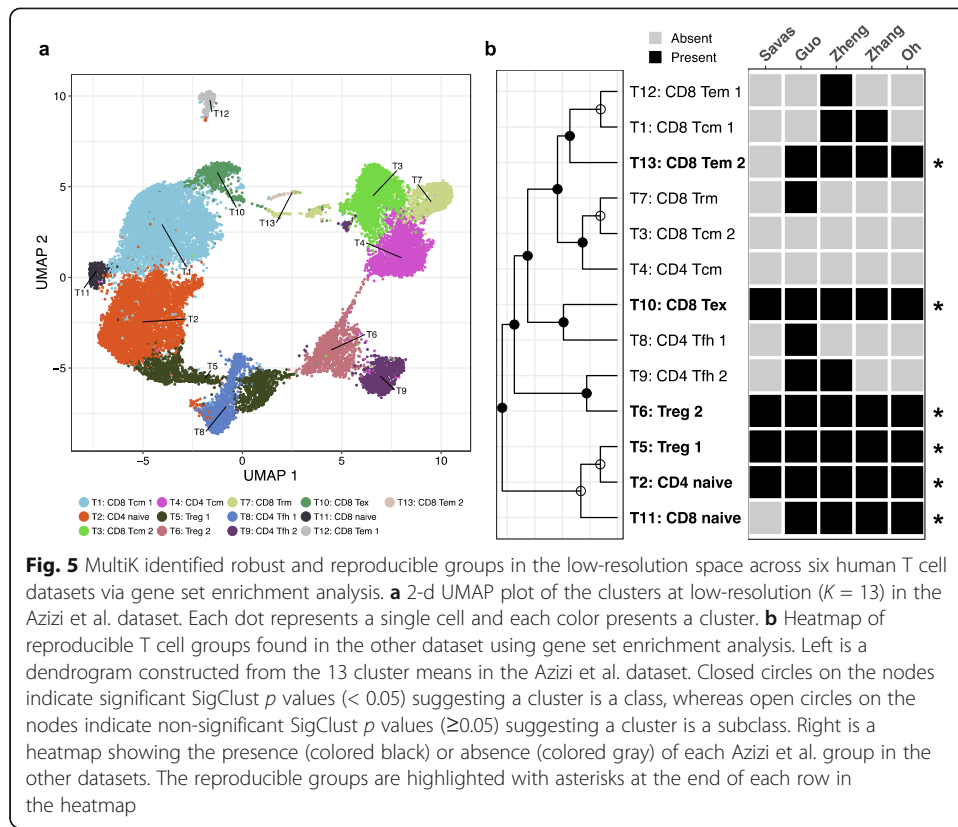 a
UMAP 2
10
5
0
−5
T12
T3
T7
T10
T13
T4
T1
T11
T2
T6
T5
T9
T8
−5
0
5
10
UMAP 1
T1: CD8 Tcm 1
T4: CD4 Tcm
T7: CD8 Trm
T10: CD8 Tex
T13: CD8 Tem 2
T2: CD4 naive
T5: Treg 1
T8: CD4 Tfh 1
T11: CD8 naive
T3: CD8 Tcm 2
T6: Treg 2
T9: CD4 Tfh 2
T12: CD8 Tem 1
b
Absent
Present
Savas
Guo
Zheng
Zhang
Oh
T12: CD8 Tem 1
T1: CD8 Tcm 1
T13: CD8 Tem 2 *
T7: CD8 Trm
T3: CD8 Tcm 2
T4: CD4 Tcm
T10: CD8 Tex *
T8: CD4 Tfh 1
T9: CD4 Tfh 2
T6: Treg 2 *
T5: Treg 1 *
T2: CD4 naive *
T11: CD8 naive *
Fig. 5 MultiK identified robust and reproducible groups in the low-resolution space across six human T cell
datasets via gene set enrichment analysis. a 2-d UMAP plot of the clusters at low-resolution (K = 13) in the
Azizi et al. dataset. Each dot represents a single cell and each color presents a cluster. b Heatmap of
reproducible T cell groups found in the other dataset using gene set enrichment analysis. Left is a
dendrogram constructed from the 13 cluster means in the Azizi et al. dataset. Closed circles on the nodes
indicate significant SigClust p values (< 0.05) suggesting a cluster is a class, whereas open circles on the
nodes indicate non-significant SigClust p values (≥0.05) suggesting a cluster is a subclass. Right is a
heatmap showing the presence (colored black) or absence (colored gray) of each Azizi et al. group in the
other datasets. The reproducible groups are highlighted with asterisks at the end of each row in
the heatmap